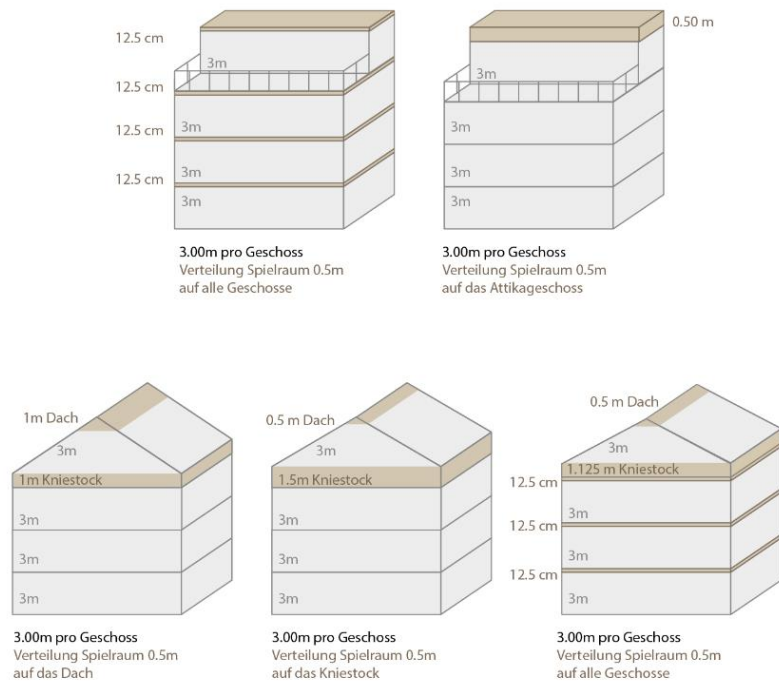 12.5 cm
3m
12.5 cm
3m
12.5 cm
3m
12.5 cm
3m
3.00m pro Geschoss
Verteilung Spielraum 0.5m
auf alle Geschosse
0.50 m
3m
3m
3m
3m
3.00m pro Geschoss
Verteilung Spielraum 0.5m
auf das Attikageschoss
1m Dach
3m
1m Kniestock
3m
3m
3m
3.00m pro Geschoss
Verteilung Spielraum 0.5m
auf das Dach
0.5 m Dach
3m
1.5m Kniestock
3m
3m
3m
3.00m pro Geschoss
Verteilung Spielraum 0.5m
auf das Kniestock
0.5 m Dach
3m
1.125 m Kniestock
12.5 cm
3m
12.5 cm
3m
12.5 cm
3m
3.00m pro Geschoss
Verteilung Spielraum 0.5m
auf alle Geschosse